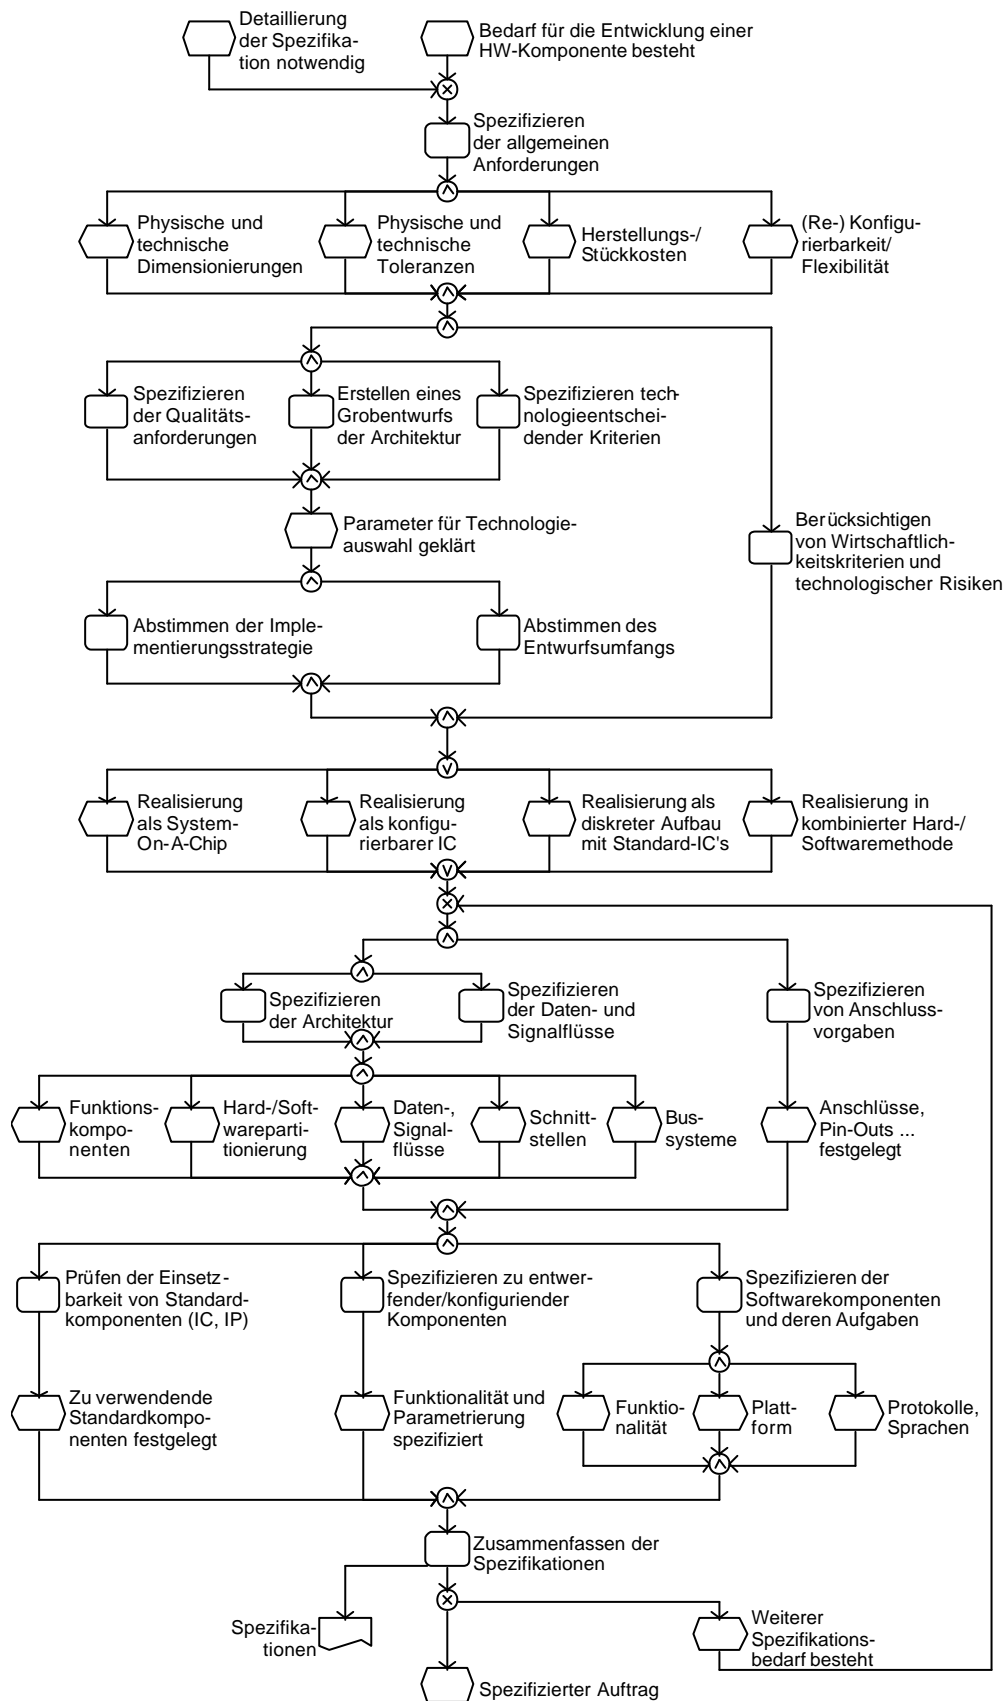 Detaillierung
der Spezifika-
tion notwendig
Bedarf für die Entwicklung einer
HW-Komponente besteht
Spezifizieren
der allgemeinen
Anforderungen
Physische und
technische
Dimensionierungen
Physische und
technische
Toleranzen
Herstellungs-/
Stückkosten
(Re-) Konfigu-
rierbarkeit/
Flexibilität
Spezifizieren
der Qualitäts-
anforderungen
Erstellen eines
Grobentwurfs
der Architektur
Spezifizieren tech-
nologieentschei-
dender Kriterien
Parameter für Technologie-
auswahl geklärt
Berücksichtigen
von Wirtschaftlich-
keitskriterien und
technologischer Risiken
Abstimmen der Imple-
mentierungsstrategie
Abstimmen des
Entwurfsumfangs
Realisierung
als System-
On-A-Chip
Realisierung
als konfigu-
rierbarer IC
Realisierung als
diskreter Aufbau
mit Standard-IC's
Realisierung in
kombinierter Hard-/
Softwaremethode
Spezifizieren
der Architektur
Spezifizieren
der Daten- und
Signalflüsse
Spezifizieren
von Anschluss-
vorgaben
Funktions-
kompo-
nenten
Hard-/Soft-
warepartí-
tionierung
Daten-,
Signal-
flüsse
Schnitt-
stellen
Bus-
systeme
Anschlüsse,
Pin-Outs ...
festgelegt
Prüfen der Einsetz-
barkeit von Standard-
komponenten (IC, IP)
Spezifizieren zu entwer-
fender/konfigurierender
Komponenten
Spezifizieren der
Softwarekomponenten
und deren Aufgaben
Zu verwendende
Standardkompo-
nenten festgelegt
Funktionalität und
Parametrierung
spezifiziert
Funktio-
nalität
Platt-
form
Protokolle,
Sprachen
Zusammenfassen der
Spezifikationen
Spezifika-
tionen
Weiterer
Spezifikations-
bedarf besteht
Spezifizierter Auftrag